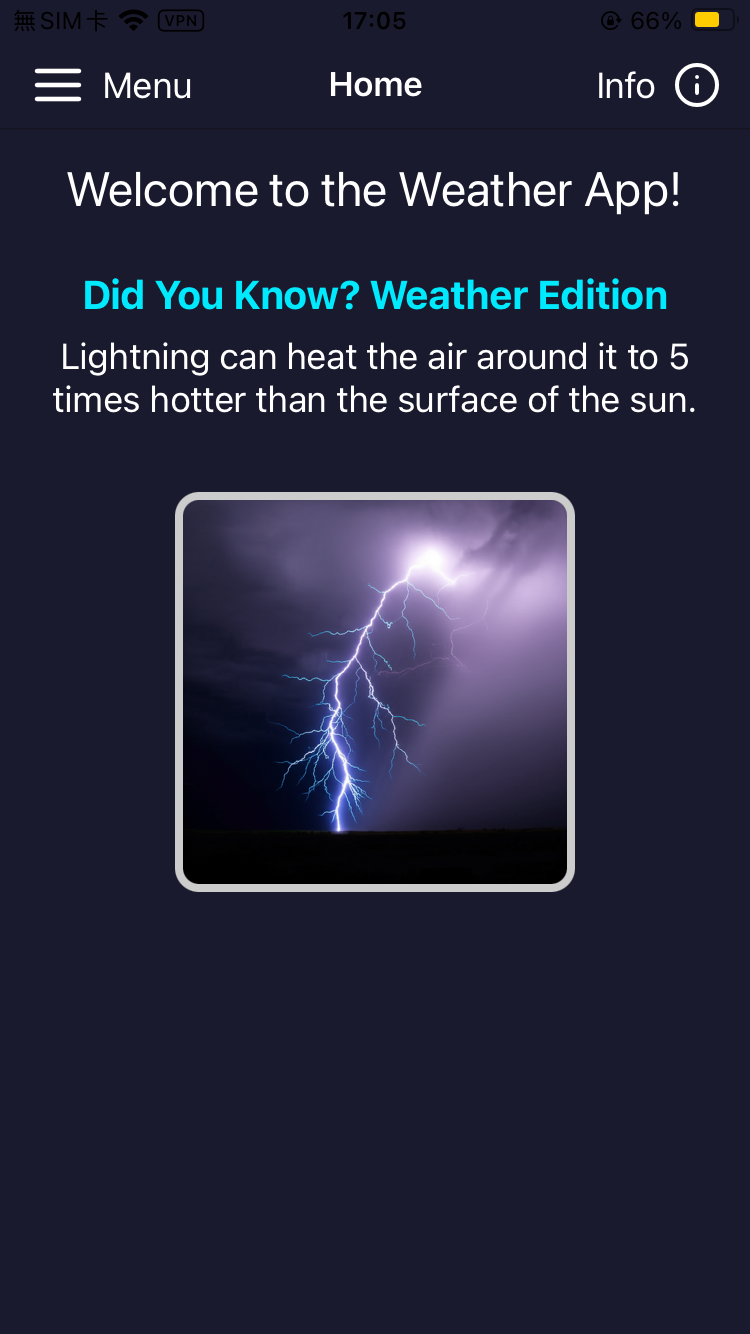 無SIM卡 VPN 17:05 66%
Menu Home Info
Welcome to the Weather App!
Did You Know? Weather Edition
Lightning can heat the air around it to 5
times hotter than the surface of the sun.